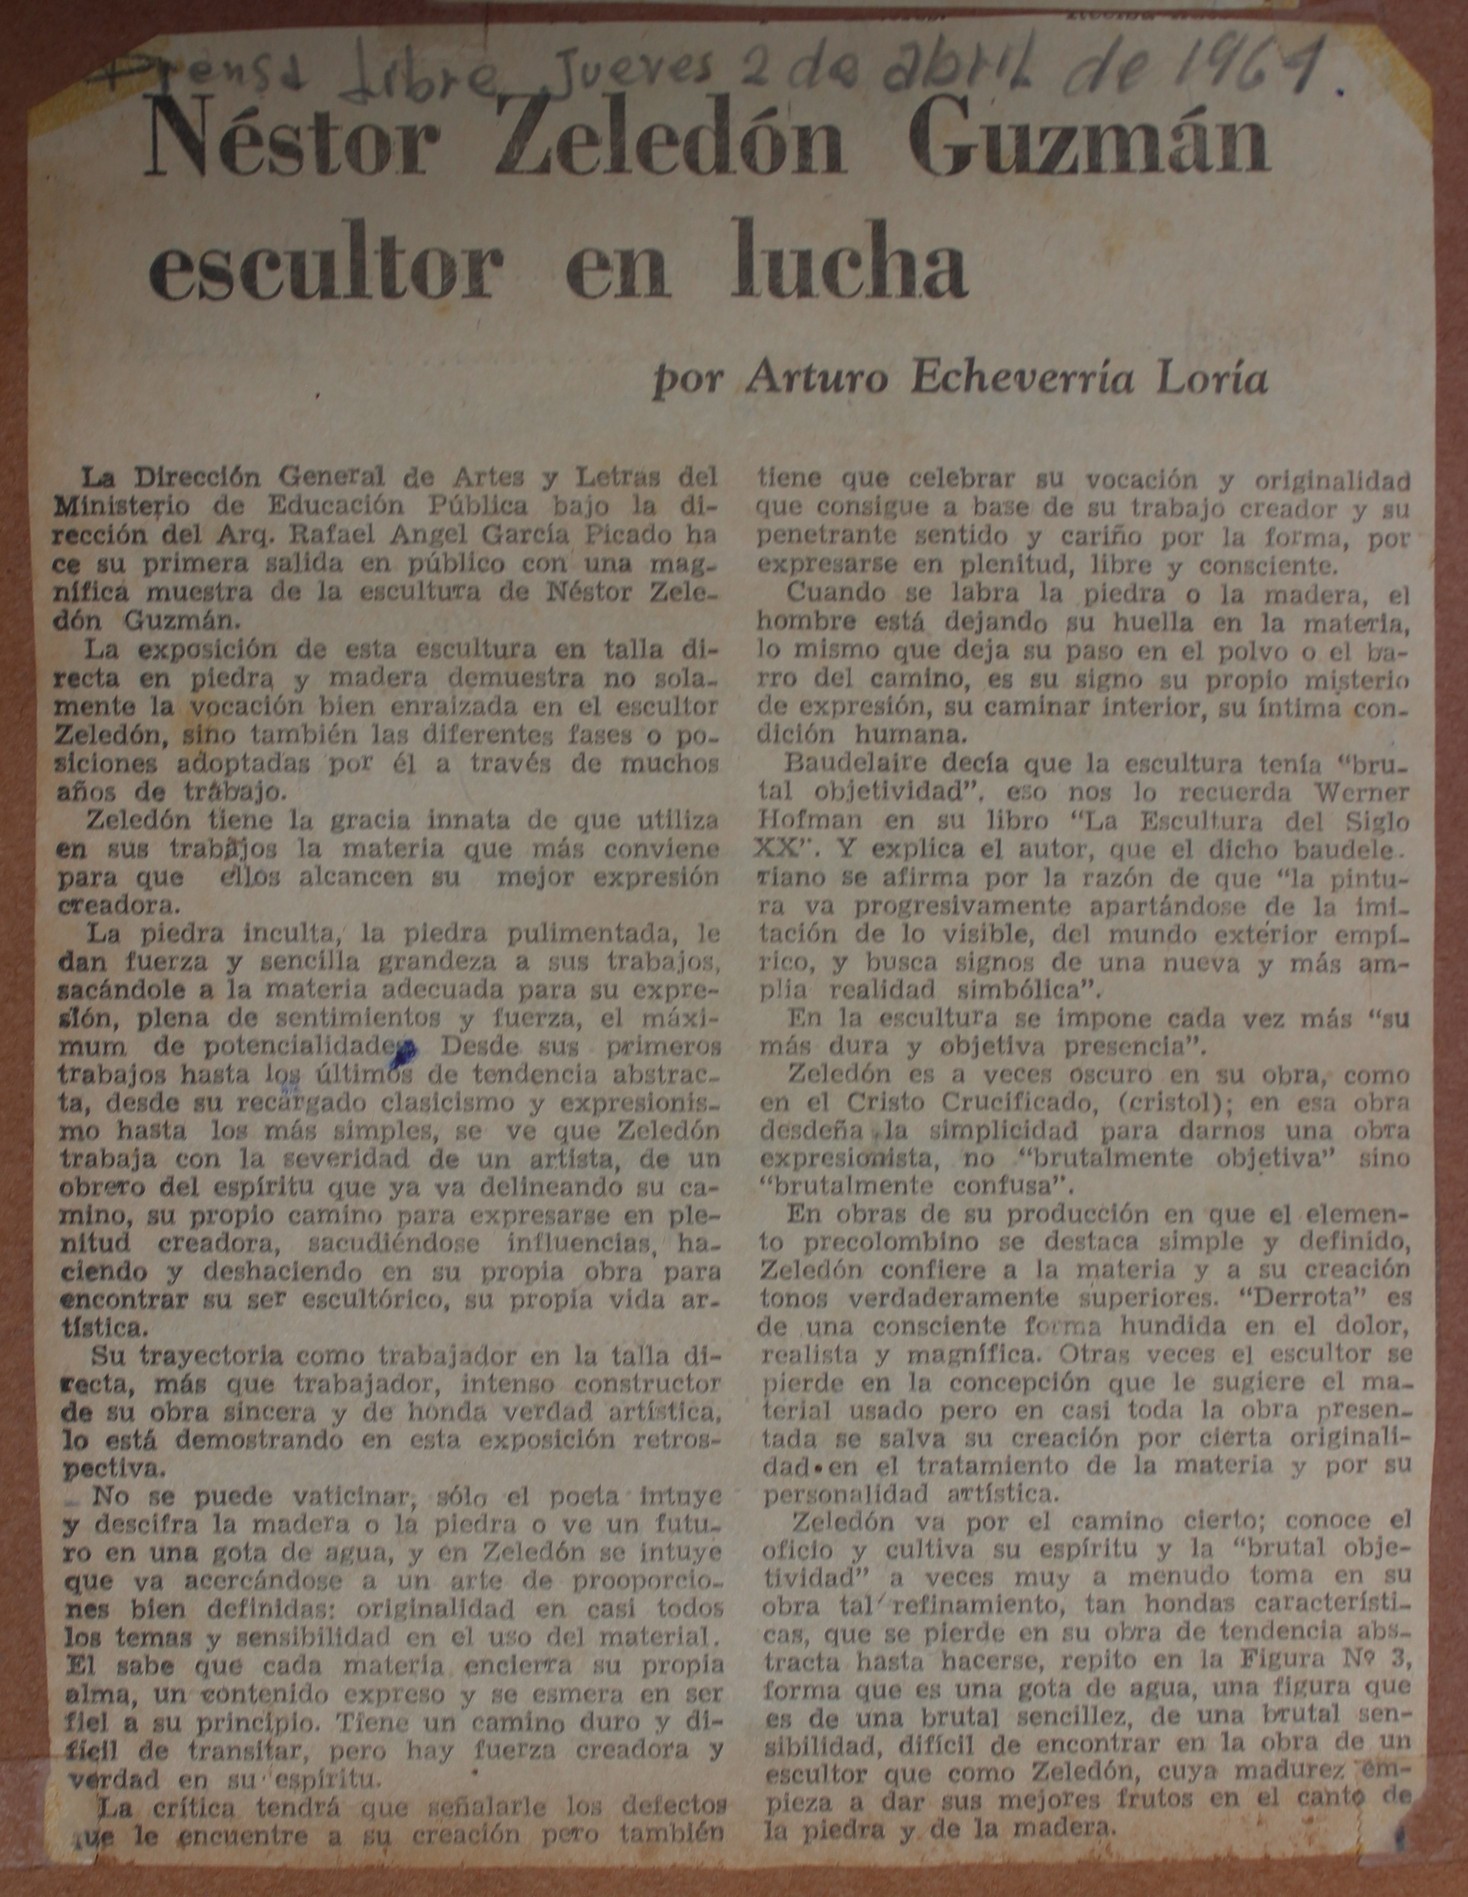 Prensa Libre Jueves 2 de abril de 1964.
Néstor Zeledón Guzmán
escultor en lucha
por Arturo Echeverría Loría
La Dirección General de Artes y Letras del
Ministerio de Educación Pública bajo la di-
rección del Arq. Rafael Angel García Picado ha
ce su primera salida en público con una mag-
nífica muestra de la escultura de Néstor Zele-
dón Guzmán.
La exposición de esta escultura en talla di-
recta en piedra y madera demuestra no sola-
mente la vocación bien enraizada en el escultor
Zeledón, sino también las diferentes fases o po-
siciones adoptadas por él a través de muchos
años de trabajo.
Zeledón tiene la gracia innata de que utiliza
en sus trabajos la materia que más conviene
para que ellos alcancen su mejor expresión
creadora.
La piedra inculta, la piedra pulimentada, le
dan fuerza y sencilla grandeza a sus trabajos,
sacándole a la materia adecuada para su expre-
sión, plena de sentimientos y fuerza, el máxi-
mum de potencialidades. Desde sus primeros
trabajos hasta los últimos de tendencia abstrac-
ta, desde su recargado clasicismo y expresionis-
mo hasta los más simples, se ve que Zeledón
trabaja con la severidad de un artista, de un
obrero del espíritu que ya va delineando su ca-
mino, su propio camino para expresarse en ple-
nitud creadora, sacudiéndose influencias, ha-
ciendo y deshaciendo en su propia obra para
encontrar su ser escultórico, su propia vida ar-
tística.
Su trayectoria como trabajador en la talla di-
recta, más que trabajador, intenso constructor
de su obra sincera y de honda verdad artística,
lo está demostrando en esta exposición retros-
pectiva.
No se puede vaticinar, sólo el poeta intuye
y descifra la madera o la piedra o ve un futu-
ro en una gota de agua, y en Zeledón se intuye
que va acercándose a un arte de prooporcio-
nes bien definidas: originalidad en casi todos
los temas y sensibilidad en el uso del material.
El sabe que cada materia encierra su propia
alma, un contenido expreso y se esmera en ser
fiel a su principio. Tiene un camino duro y di-
fícil de transitar, pero hay fuerza creadora y
verdad en su espíritu.
La crítica tendrá que señalarle los defectos
que le encuentre a su creación pero también
tiene que celebrar su vocación y originalidad
que consigue a base de su trabajo creador y su
penetrante sentido y cariño por la forma, por
expresarse en plenitud, libre y consciente.
Cuando se labra la piedra o la madera, el
hombre está dejando su huella en la materia,
lo mismo que deja su paso en el polvo o el ba-
rro del camino, es su signo su propio misterio
de expresión, su caminar interior, su íntima con-
dición humana.
Baudelaire decía que la escultura tenía “bru-
tal objetividad”. eso nos lo recuerda Werner
Hofman en su libro “La Escultura del Siglo
XX”. Y explica el autor, que el dicho baudele-
riano se afirma por la razón de que “la pintu-
ra va progresivamente apartándose de la imi-
tación de lo visible, del mundo exterior empí-
rico, y busca signos de una nueva y más am-
plia realidad simbólica”.
En la escultura se impone cada vez más “su
más dura y objetiva presencia”.
Zeledón es a veces oscuro en su obra, como
en el Cristo Crucificado, (cristol); en esa obra
desdeña la simplicidad para darnos una obra
expresionista, no “brutalmente objetiva” sino
“brutalmente confusa”.
En obras de su producción en que el elemen-
to precolombino se destaca simple y definido,
Zeledón confiere a la materia y a su creación
tonos verdaderamente superiores. “Derrota” es
de una consciente forma hundida en el dolor,
realista y magnífica. Otras veces el escultor se
pierde en la concepción que le sugiere el ma-
terial usado pero en casi toda la obra presen-
tada se salva su creación por cierta originali-
dad en el tratamiento de la materia y por su
personalidad artística.
Zeledón va por el camino cierto; conoce el
oficio y cultiva su espíritu y la “brutal obje-
tividad” a veces muy a menudo toma en su
obra tal refinamiento, tan hondas característi-
cas, que se pierde en su obra de tendencia abs-
tracta hasta hacerse, repito en la Figura Nº 3,
forma que es una gota de agua, una figura que
es de una brutal sencillez, de una brutal sen-
sibilidad, difícil de encontrar en la obra de un
escultor que como Zeledón, cuya madurez em-
pieza a dar sus mejores frutos en el canto de
la piedra y de la madera.